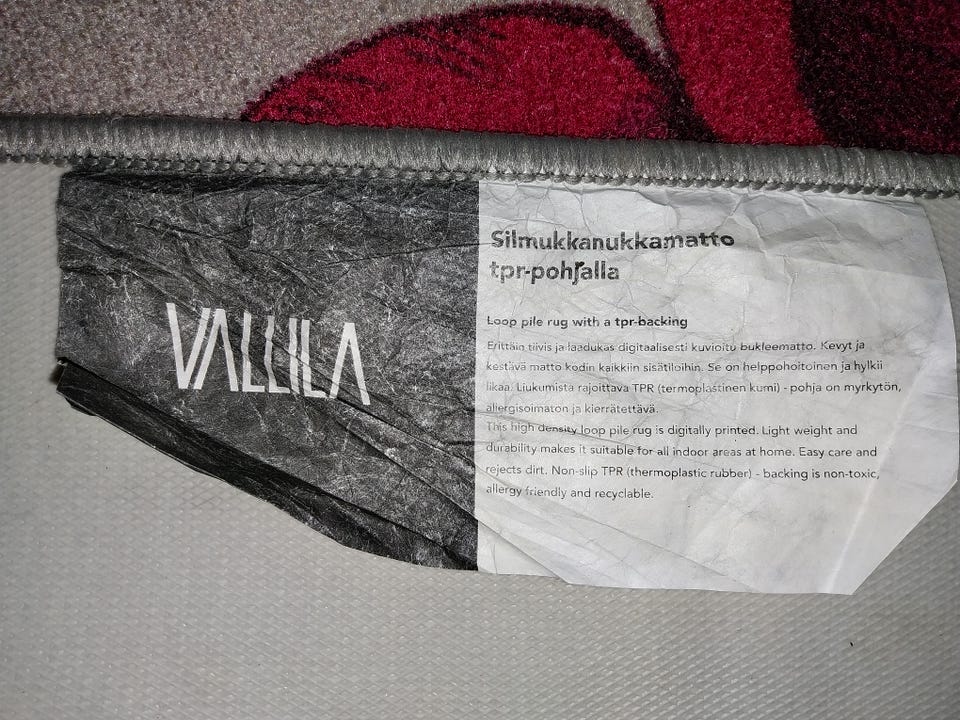 VALLILA
Silmukkanukkamatto
tpr-pohjalla
Loop pile rug with a tpr-backing
Erittäin tiivis ja laadukas digitaalisesti kuvioitu bukleematto. Kevyt ja
kestävä matto kodin kaikkiin sisätiloihin. Se on helppohoitoinen ja hylkii
likaa. Liukumista rajoittava TPR (termoplastinen kumi) - pohja on myrkytön,
allergisoimaton ja kierrätettävä.
This high density loop pile rug is digitally printed. Light weight and
durability makes it suitable for all indoor areas at home. Easy care and
rejects dirt. Non-slip TPR (thermoplastic rubber) - backing is non-toxic,
allergy friendly and recyclable.